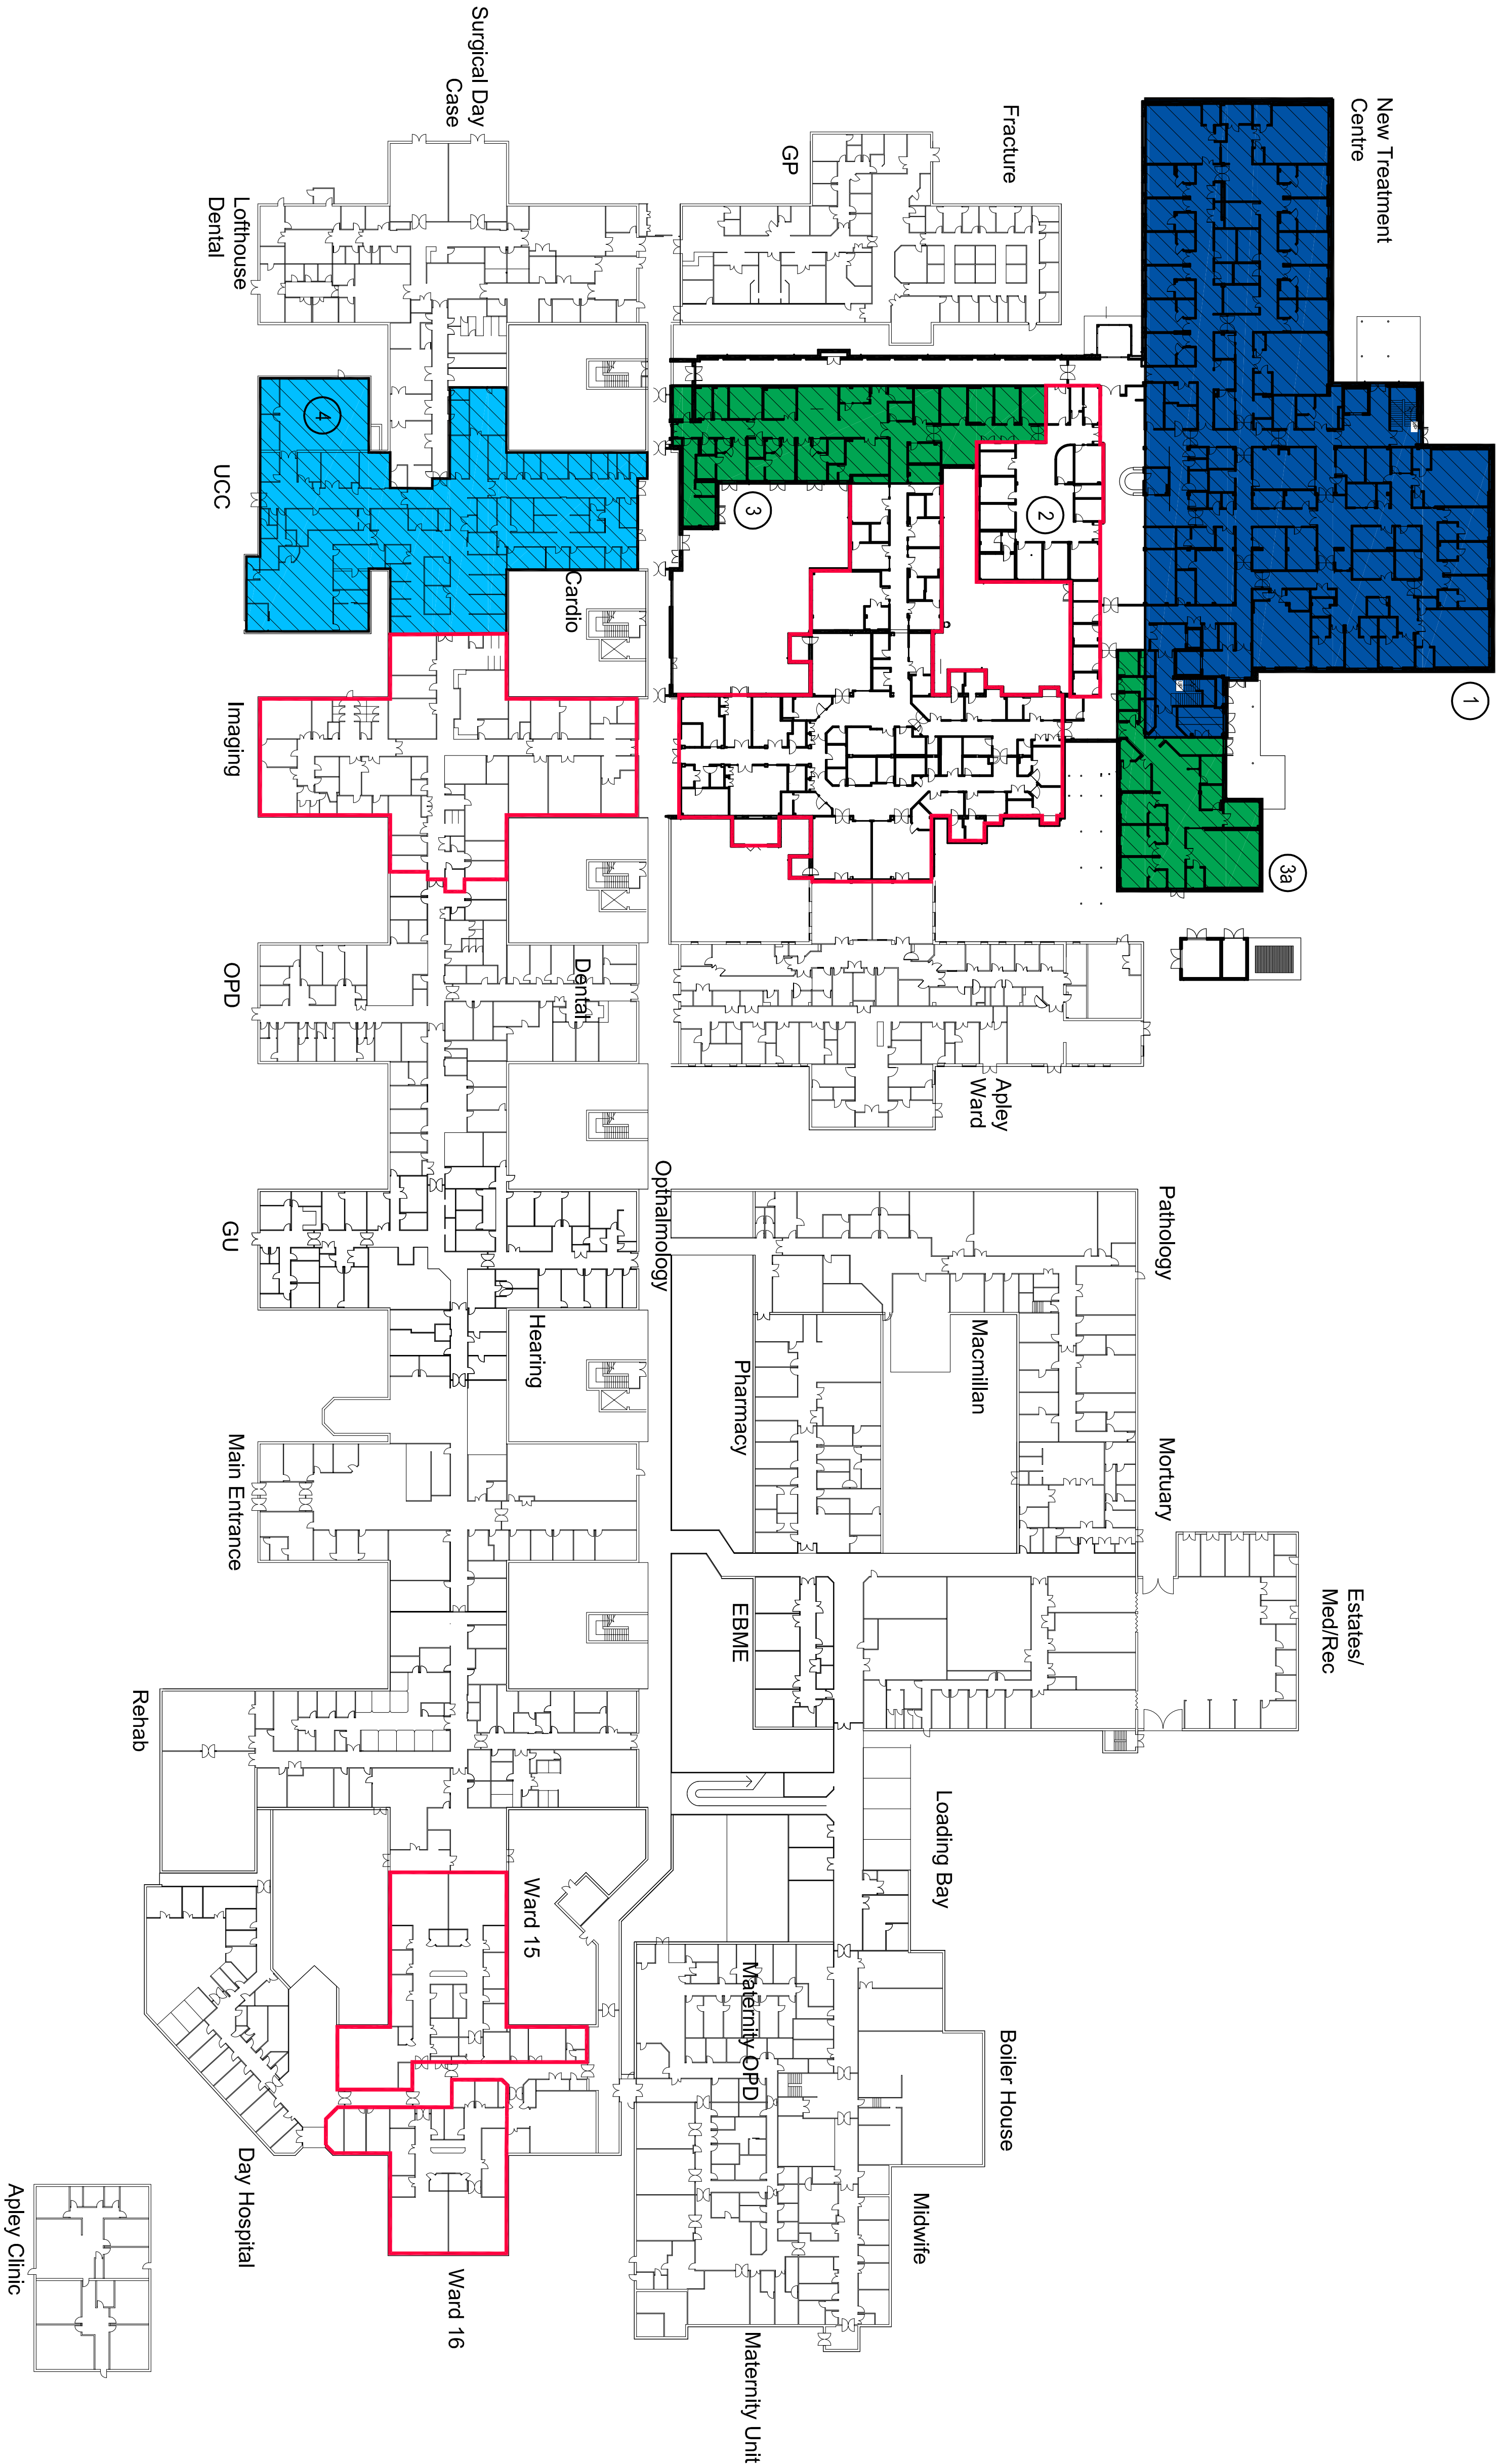 New Treatment
Centre
1
Fracture
GP
Surgical Day
Case
Lofthouse
Dental
2
3
3a
4
UCC
Cardio
Imaging
OPD
Dental
Apley
Ward
GU
Opthalmology
Hearing
Pathology
Macmillan
Pharmacy
Mortuary
Main Entrance
EBME
Estates/
Med/Rec
Rehab
Loading Bay
Ward 15
Maternity OPD
Boiler House
Day Hospital
Ward 16
Midwife
Maternity Unit
Apley Clinic